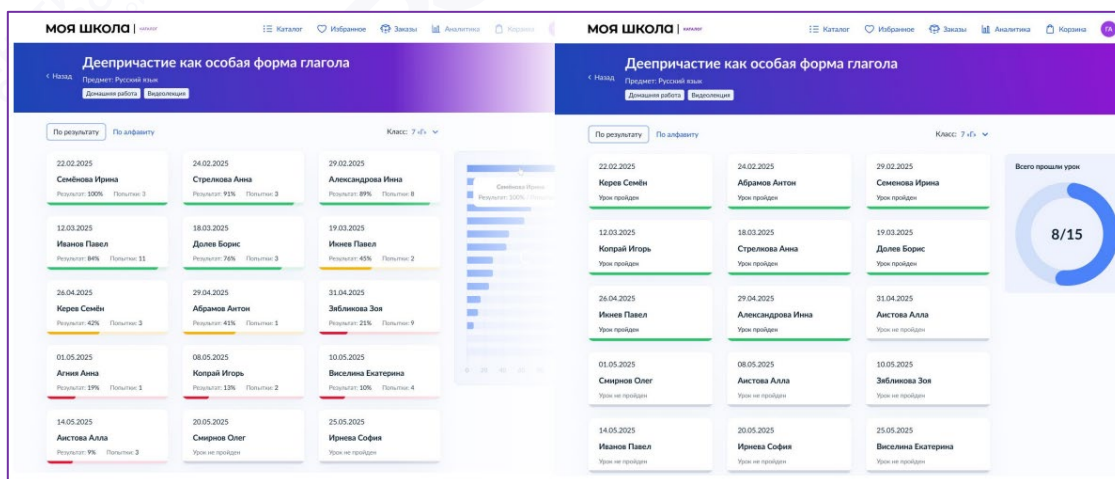 МОЯ ШКОЛА | КАТАЛОГ
Каталог Избранное Заказы Аналитика Корзина
Деепричастие как особая форма глагола
< Назад
Предмет: Русский язык
Домашняя работа Видеолекция
По результату По алфавиту Класс: 7 «Г»
22.02.2025 24.02.2025 29.02.2025
Семёнова Ирина Стрелкова Анна Александрова Инна
Результат: 100% Попытки: 3 Результат: 91% Попытки: 3 Результат: 89% Попытки: 8
Семёнова Ирина
Результат: 100%
12.03.2025 18.03.2025 19.03.2025
Иванов Павел Долев Борис Икнев Павел
Результат: 84% Попытки: 11 Результат: 76% Попытки: 3 Результат: 45% Попытки: 2
26.04.2025 29.04.2025 31.04.2025
Керев Семён Абрамов Антон Зябликова Зоя
Результат: 42% Попытки: 3 Результат: 41% Попытки: 1 Результат: 21% Попытки: 9
01.05.2025 08.05.2025 10.05.2025
Агния Анна Копрай Игорь Виселина Екатерина
Результат: 19% Попытки: 1 Результат: 13% Попытки: 2 Результат: 10% Попытки: 4
14.05.2025 20.05.2025 25.05.2025
Аистова Алла Смирнов Олег Ирнева София
Результат: 9% Попытки: 3 Урок не пройден Урок не пройден
МОЯ ШКОЛА | КАТАЛОГ
Каталог Избранное Заказы Аналитика Корзина ГА
Деепричастие как особая форма глагола
< Назад
Предмет: Русский язык
Домашняя работа Видеолекция
По результату По алфавиту Класс: 7 «Г»
22.02.2025 24.02.2025 29.02.2025
Керев Семён Абрамов Антон Семенова Ирина
Урок пройден Урок пройден Урок пройден
Всего прошли урок
8/15
12.03.2025 18.03.2025 19.03.2025
Копрай Игорь Стрелкова Анна Долев Борис
Урок пройден Урок пройден Урок пройден
26.04.2025 29.04.2025 31.04.2025
Икнев Павел Александрова Инна Аистова Алла
Урок пройден Урок пройден Урок не пройден
01.05.2025 08.05.2025 10.05.2025
Смирнов Олег Аистова Алла Зябликова Зоя
Урок не пройден Урок не пройден Урок не пройден
14.05.2025 20.05.2025 25.05.2025
Иванов Павел Ирнева София Виселина Екатерина
Урок не пройден Урок не пройден Урок не пройден